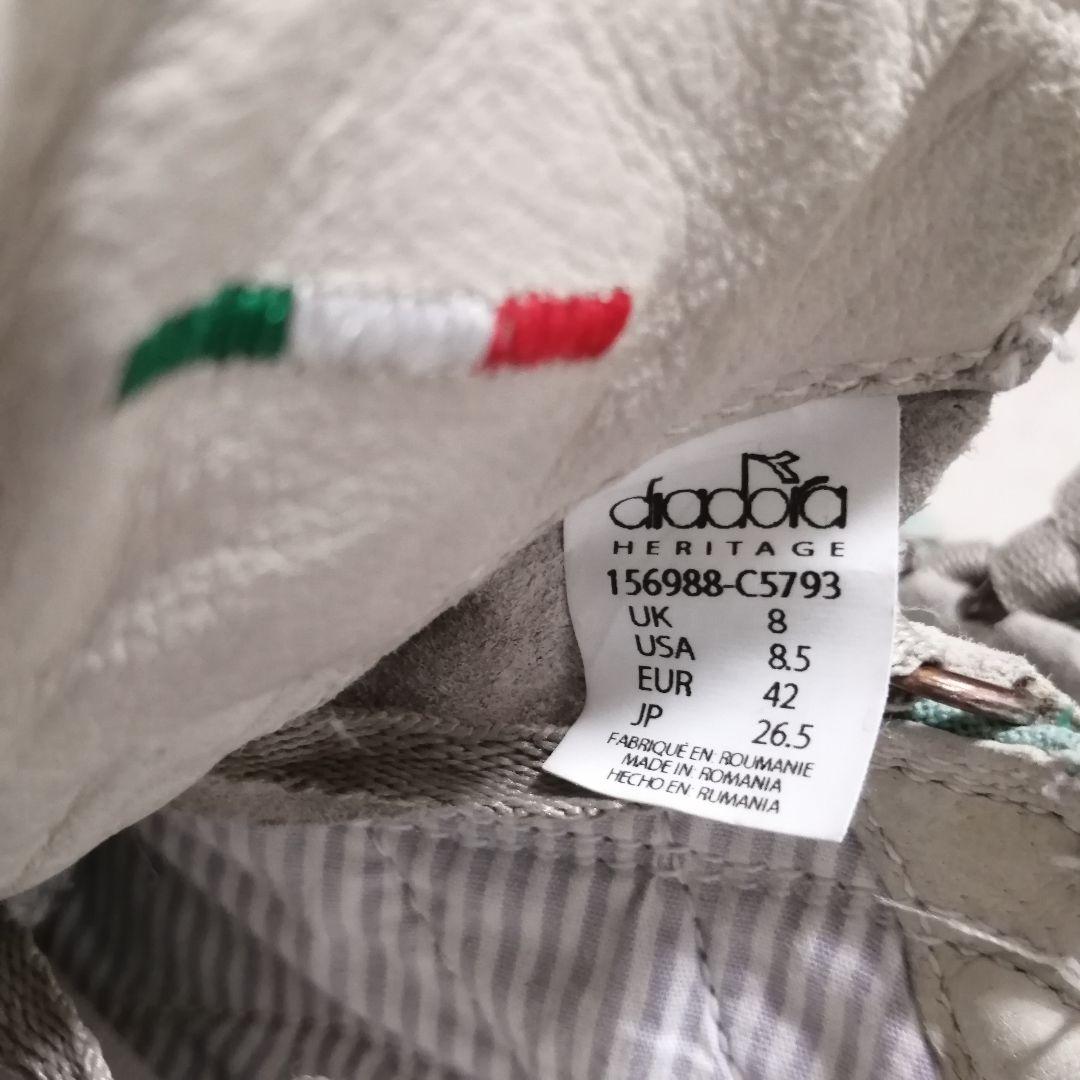 diadora
HERITAGE
156988-C5793
UK 8
USA 8.5
EUR 42
JP 26.5
FABRIQUÉ EN: ROUMANIE
MADE IN: ROMANIA
HECHO EN: RUMANIA